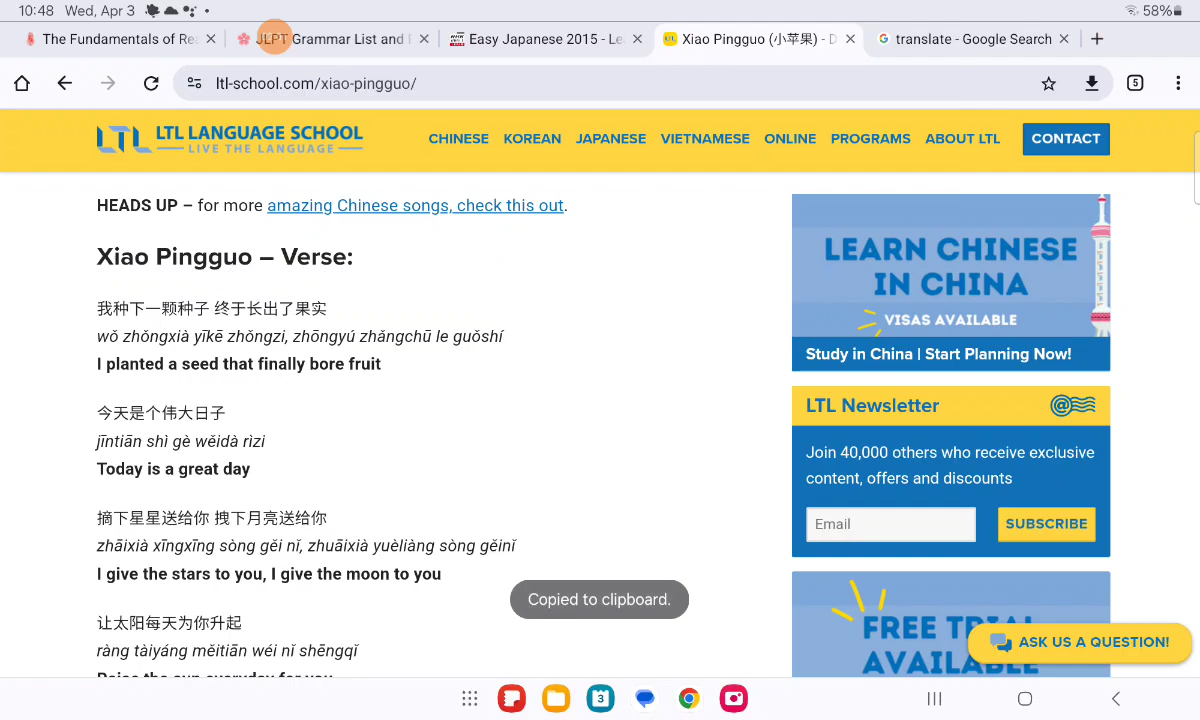 10:48 Wed, Apr 3 58%
The Fundamentals of Re
JLPT Grammar List and
Easy Japanese 2015 - Le
Xiao Pingguo (小苹果) - D
translate - Google Search
ltl-school.com/xiao-pingguo/
5
LTL LANGUAGE SCHOOL
LIVE THE LANGUAGE
CHINESE KOREAN JAPANESE VIETNAMESE ONLINE PROGRAMS ABOUT LTL CONTACT
HEADS UP – for more amazing Chinese songs, check this out.
Xiao Pingguo – Verse:
我种下一颗种子 终于长出了果实
wǒ zhǒngxià yīkē zhǒngzi, zhōngyú zhǎngchū le guǒshí
I planted a seed that finally bore fruit
今天是个伟大日子
jīntiān shì gè wěidà rìzi
Today is a great day
摘下星星送给你 拽下月亮送给你
zhāixià xīngxīng sòng gěi nǐ, zhuāixià yuèliàng sòng gěinǐ
I give the stars to you, I give the moon to you
让太阳每天为你升起
ràng tàiyáng měitiān wéi nǐ shēngqǐ
Raise the sun everyday for you
LEARN CHINESE
IN CHINA
VISAS AVAILABLE
Study in China | Start Planning Now!
LTL Newsletter
Join 40,000 others who receive exclusive
content, offers and discounts
Email SUBSCRIBE
FREE TRIAL
AVAILABLE
ASK US A QUESTION!
Copied to clipboard.
3